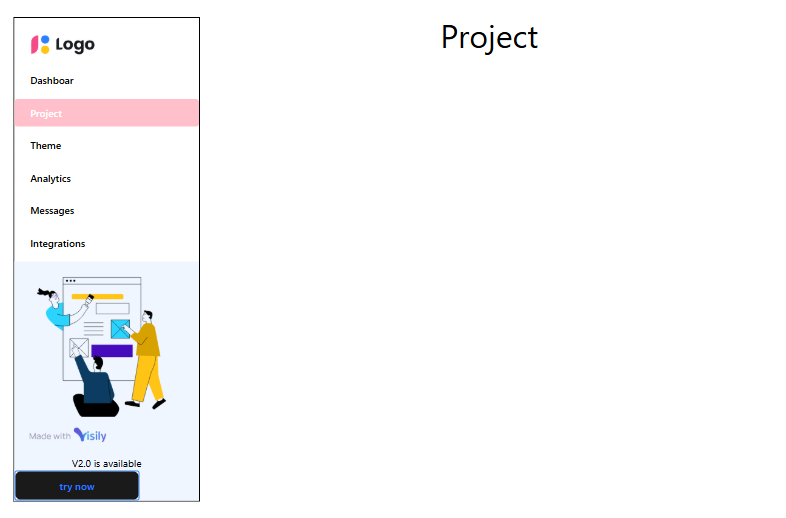 Logo
Dashboar
Project
Theme
Analytics
Messages
Integrations
Made with Visily
V2.0 is available
try now
Project